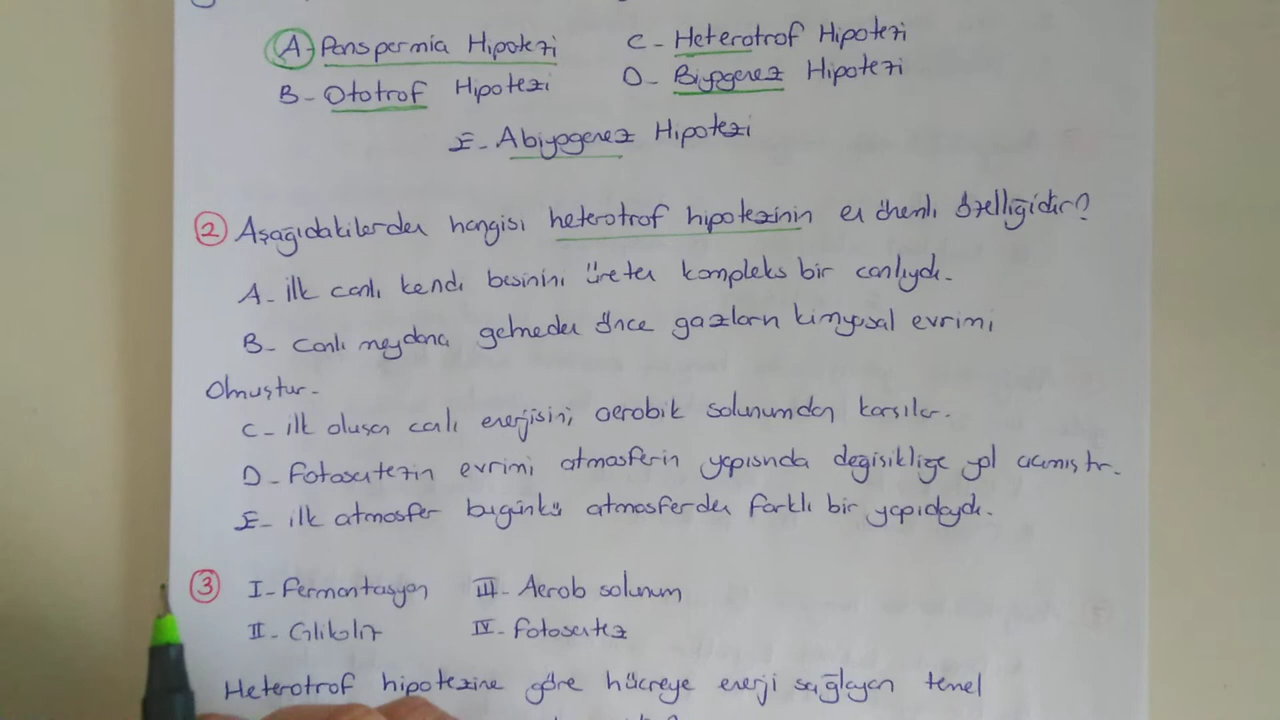 A- Panspermia Hipotezi C- Heterotrof Hipotezi
B- Ototrof Hipotezi D- Biyogenez Hipotezi
E- Abiyogenez Hipotezi
2 Aşağıdakilerden hangisi heterotrof hipotezinin en önemli özelliğidir?
A- ilk canlı kendi besinini üreten kompleks bir canlıydı.
B- Canlı meydana gelmeden önce gazların kimyasal evrimi
Olmuştur-
C- ilk oluşan canlı enerjisini aerobik solunumdan karşılar.
D- Fotosentezin evrimi atmosferin yapısında değişikliğe yol açmıştır.
E- ilk atmosfer bugünkü atmosferden farklı bir yapıdaydı.
3 I- Fermantasyon III- Aerob solunum
II- Glikoliz IV- Fotosentez
Heterotrof hipotezine göre hücreye enerji sağlayan temel